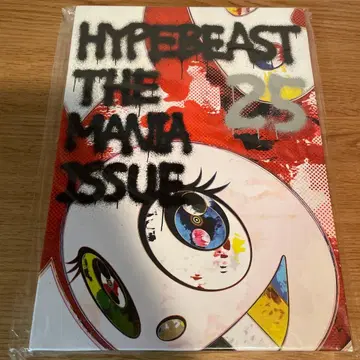 HYPEBEAST
THE 25
MANIA
ISSUE